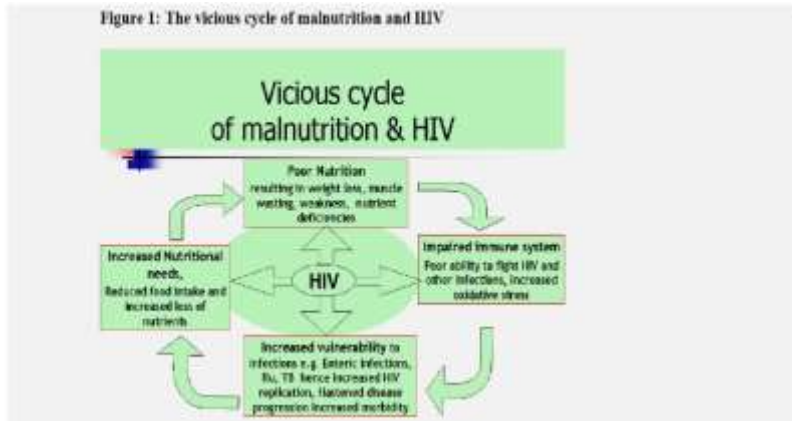 Figure 1: The vicious cycle of malnutrition and HIV
Vicious cycle
of malnutrition & HIV
Poor Nutrition
resulting in weight loss, muscle
wasting, weakness, nutrient
deficiencies
Impaired immune system
Poor ability to fight HIV and
other infections, increased
oxidative stress
Increased Nutritional
needs,
Reduced food intake and
increased loss of
nutrients
HIV
Increased vulnerability to
infections e.g. Enteric infections,
flu, TB hence increased HIV
replication, Hastened disease
progression increased morbidity